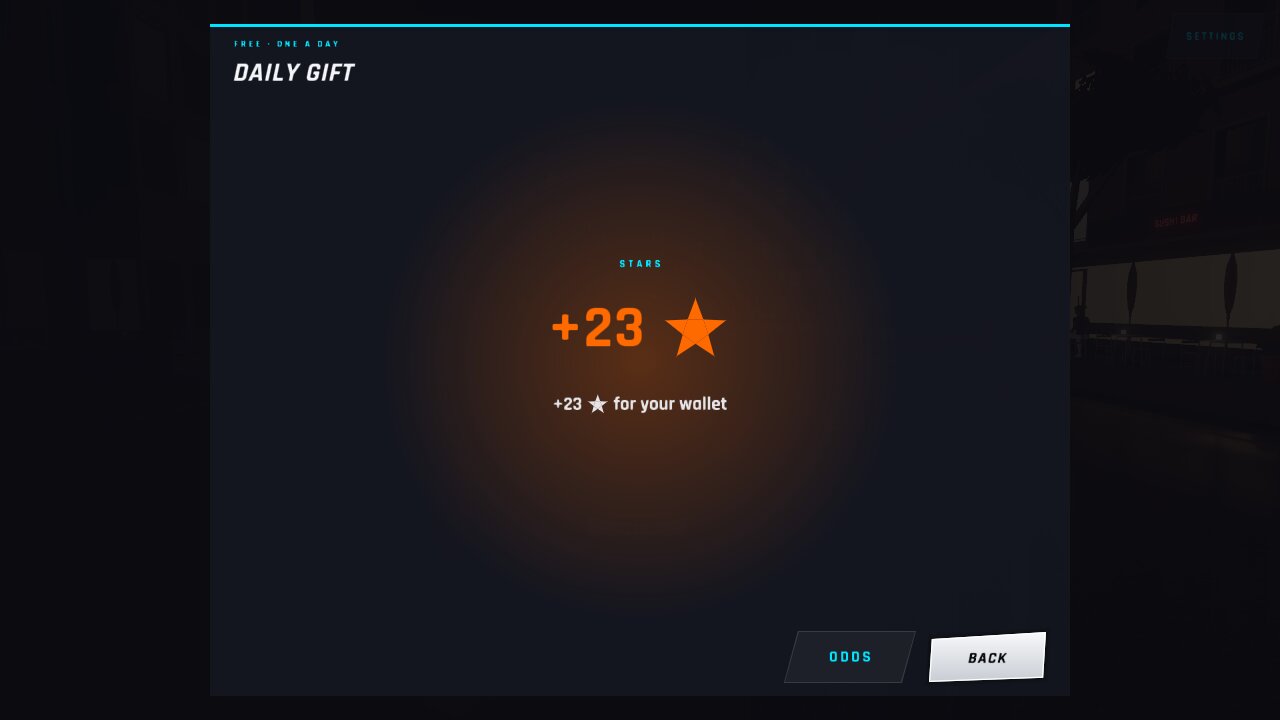 FREE · ONE A DAY
DAILY GIFT
SETTINGS
SUSHI BAR
STARS
+23 ★
+23 ★ for your wallet
ODDS
BACK